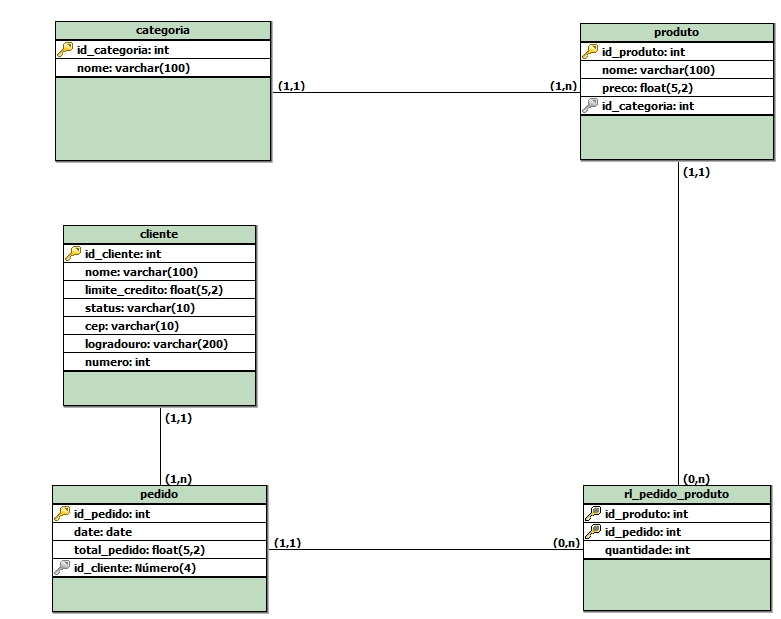 categoria
id_categoria: int
nome: varchar(100)
(1,1)
(1,n)
produto
id_produto: int
nome: varchar(100)
preco: float(5,2)
id_categoria: int
(1,1)
cliente
id_cliente: int
nome: varchar(100)
limite_credito: float(5,2)
status: varchar(10)
cep: varchar(10)
logradouro: varchar(200)
numero: int
(1,1)
(1,n)
pedido
id_pedido: int
date: date
total_pedido: float(5,2)
id_cliente: Número(4)
(1,1)
(0,n)
(0,n)
rl_pedido_produto
id_produto: int
id_pedido: int
quantidade: int